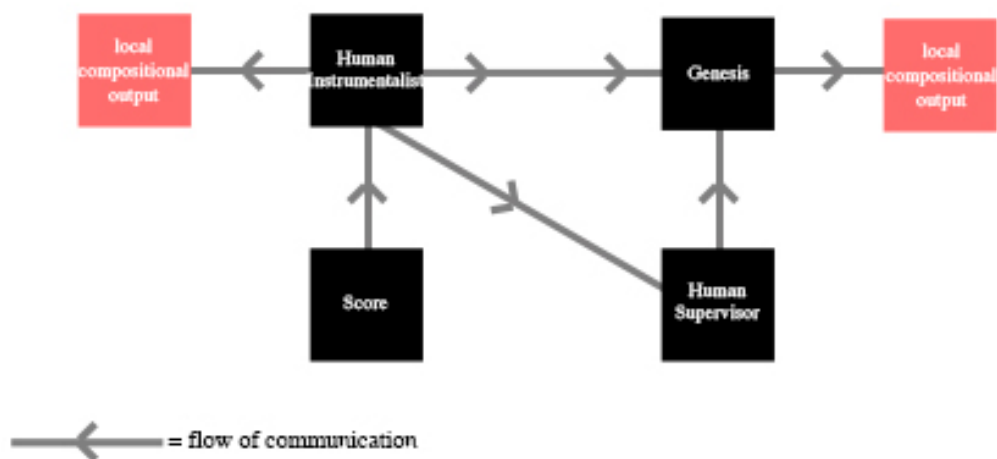 local
compositional
output
Human
Instrumentalist
Genesis
local
compositional
output
Score
Human
Supervisor
= flow of communication